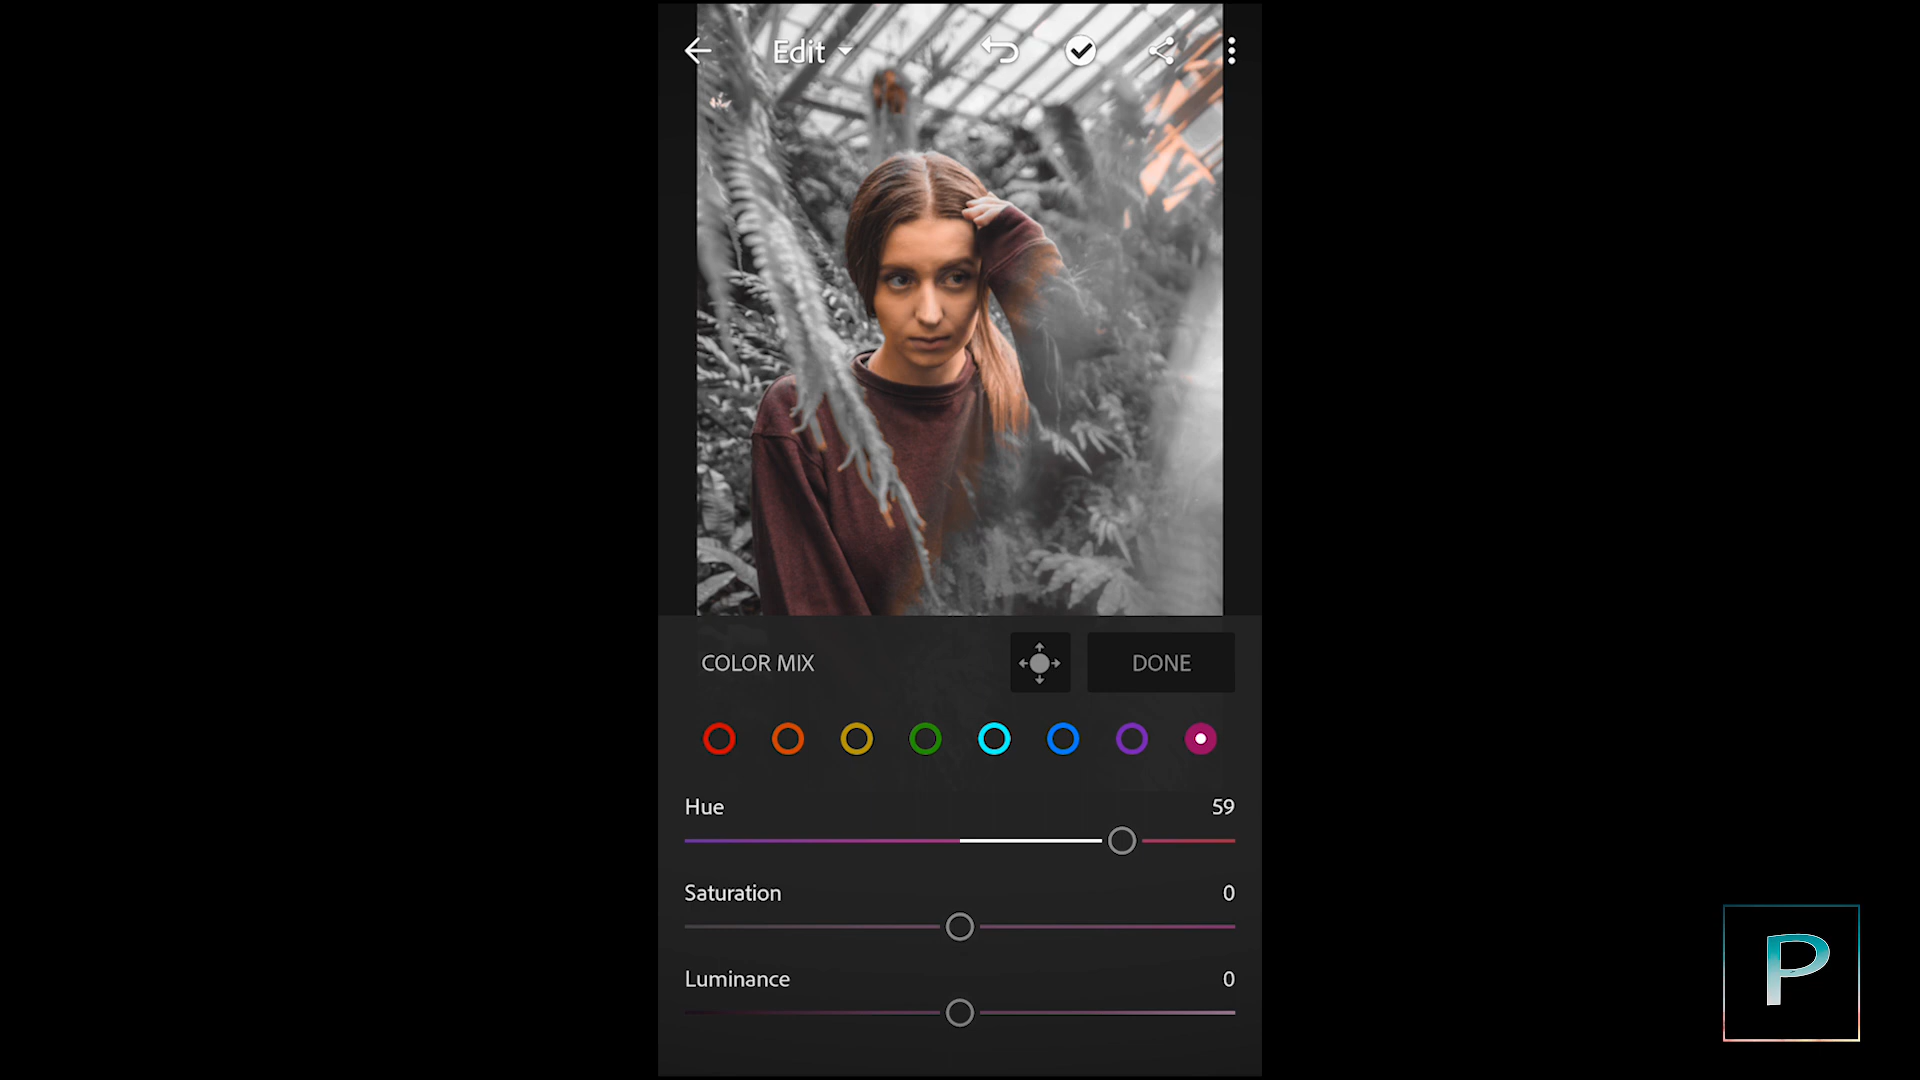 Edit
COLOR MIX
DONE
Hue 59
Saturation 0
Luminance 0
P